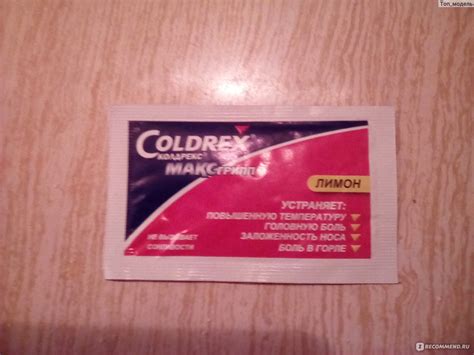 Топ_модель
COLDREX
КОЛДРЕКС
МАКСГРИПП
ЛИМОН
УСТРАНЯЕТ:
ПОВЫШЕННУЮ ТЕМПЕРАТУРУ
ГОЛОВНУЮ БОЛЬ
ЗАЛОЖЕННОСТЬ НОСА
БОЛЬ В ГОРЛЕ
НЕ ВЫЗЫВАЕТ
СОНЛИВОСТИ
IRECOMMEND.RU